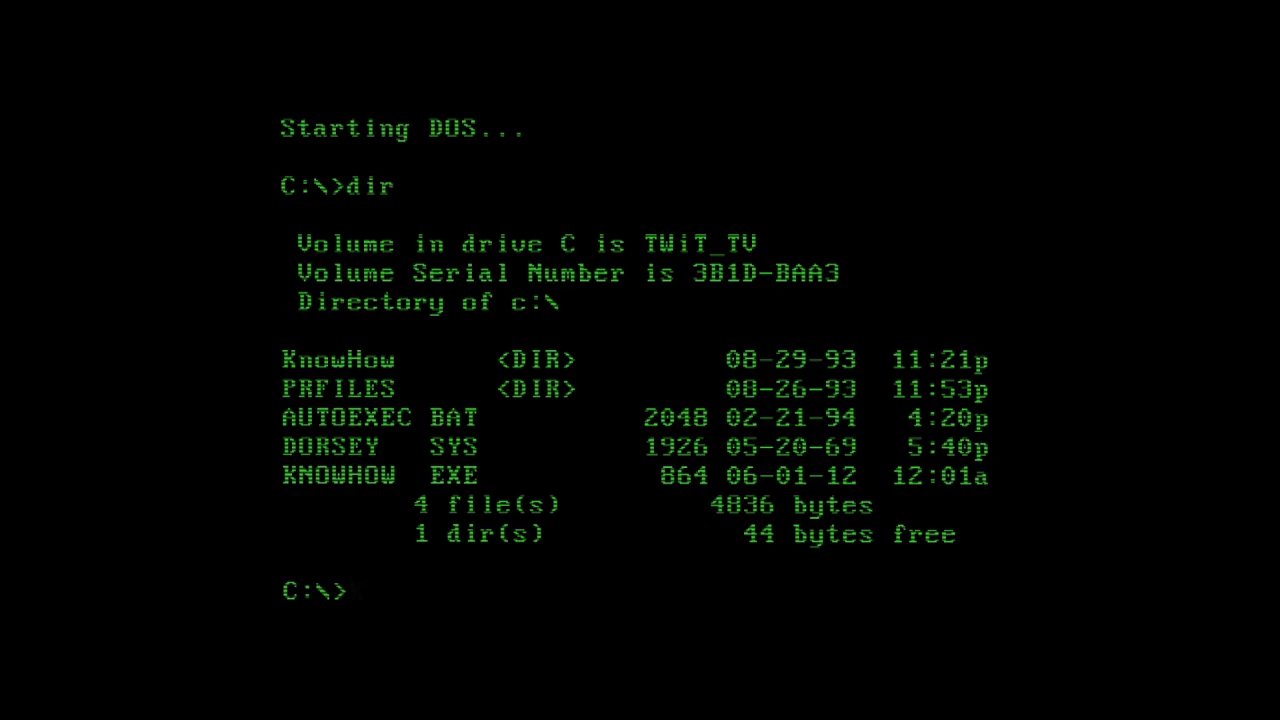 Starting DOS...
C:\>dir
Volume in drive C is TWiT_TV
Volume Serial Number is 3B1D-BAA3
Directory of c:\
KnowHow <DIR> 08-29-93 11:21p
PRFILES <DIR> 08-26-93 11:53p
AUTOEXEC BAT 2048 02-21-94 4:20p
DORSEY SYS 1926 05-20-69 5:40p
KNOWHOW EXE 864 06-01-12 12:01a
4 file(s) 4836 bytes
1 dir(s) 44 bytes free
C:\>